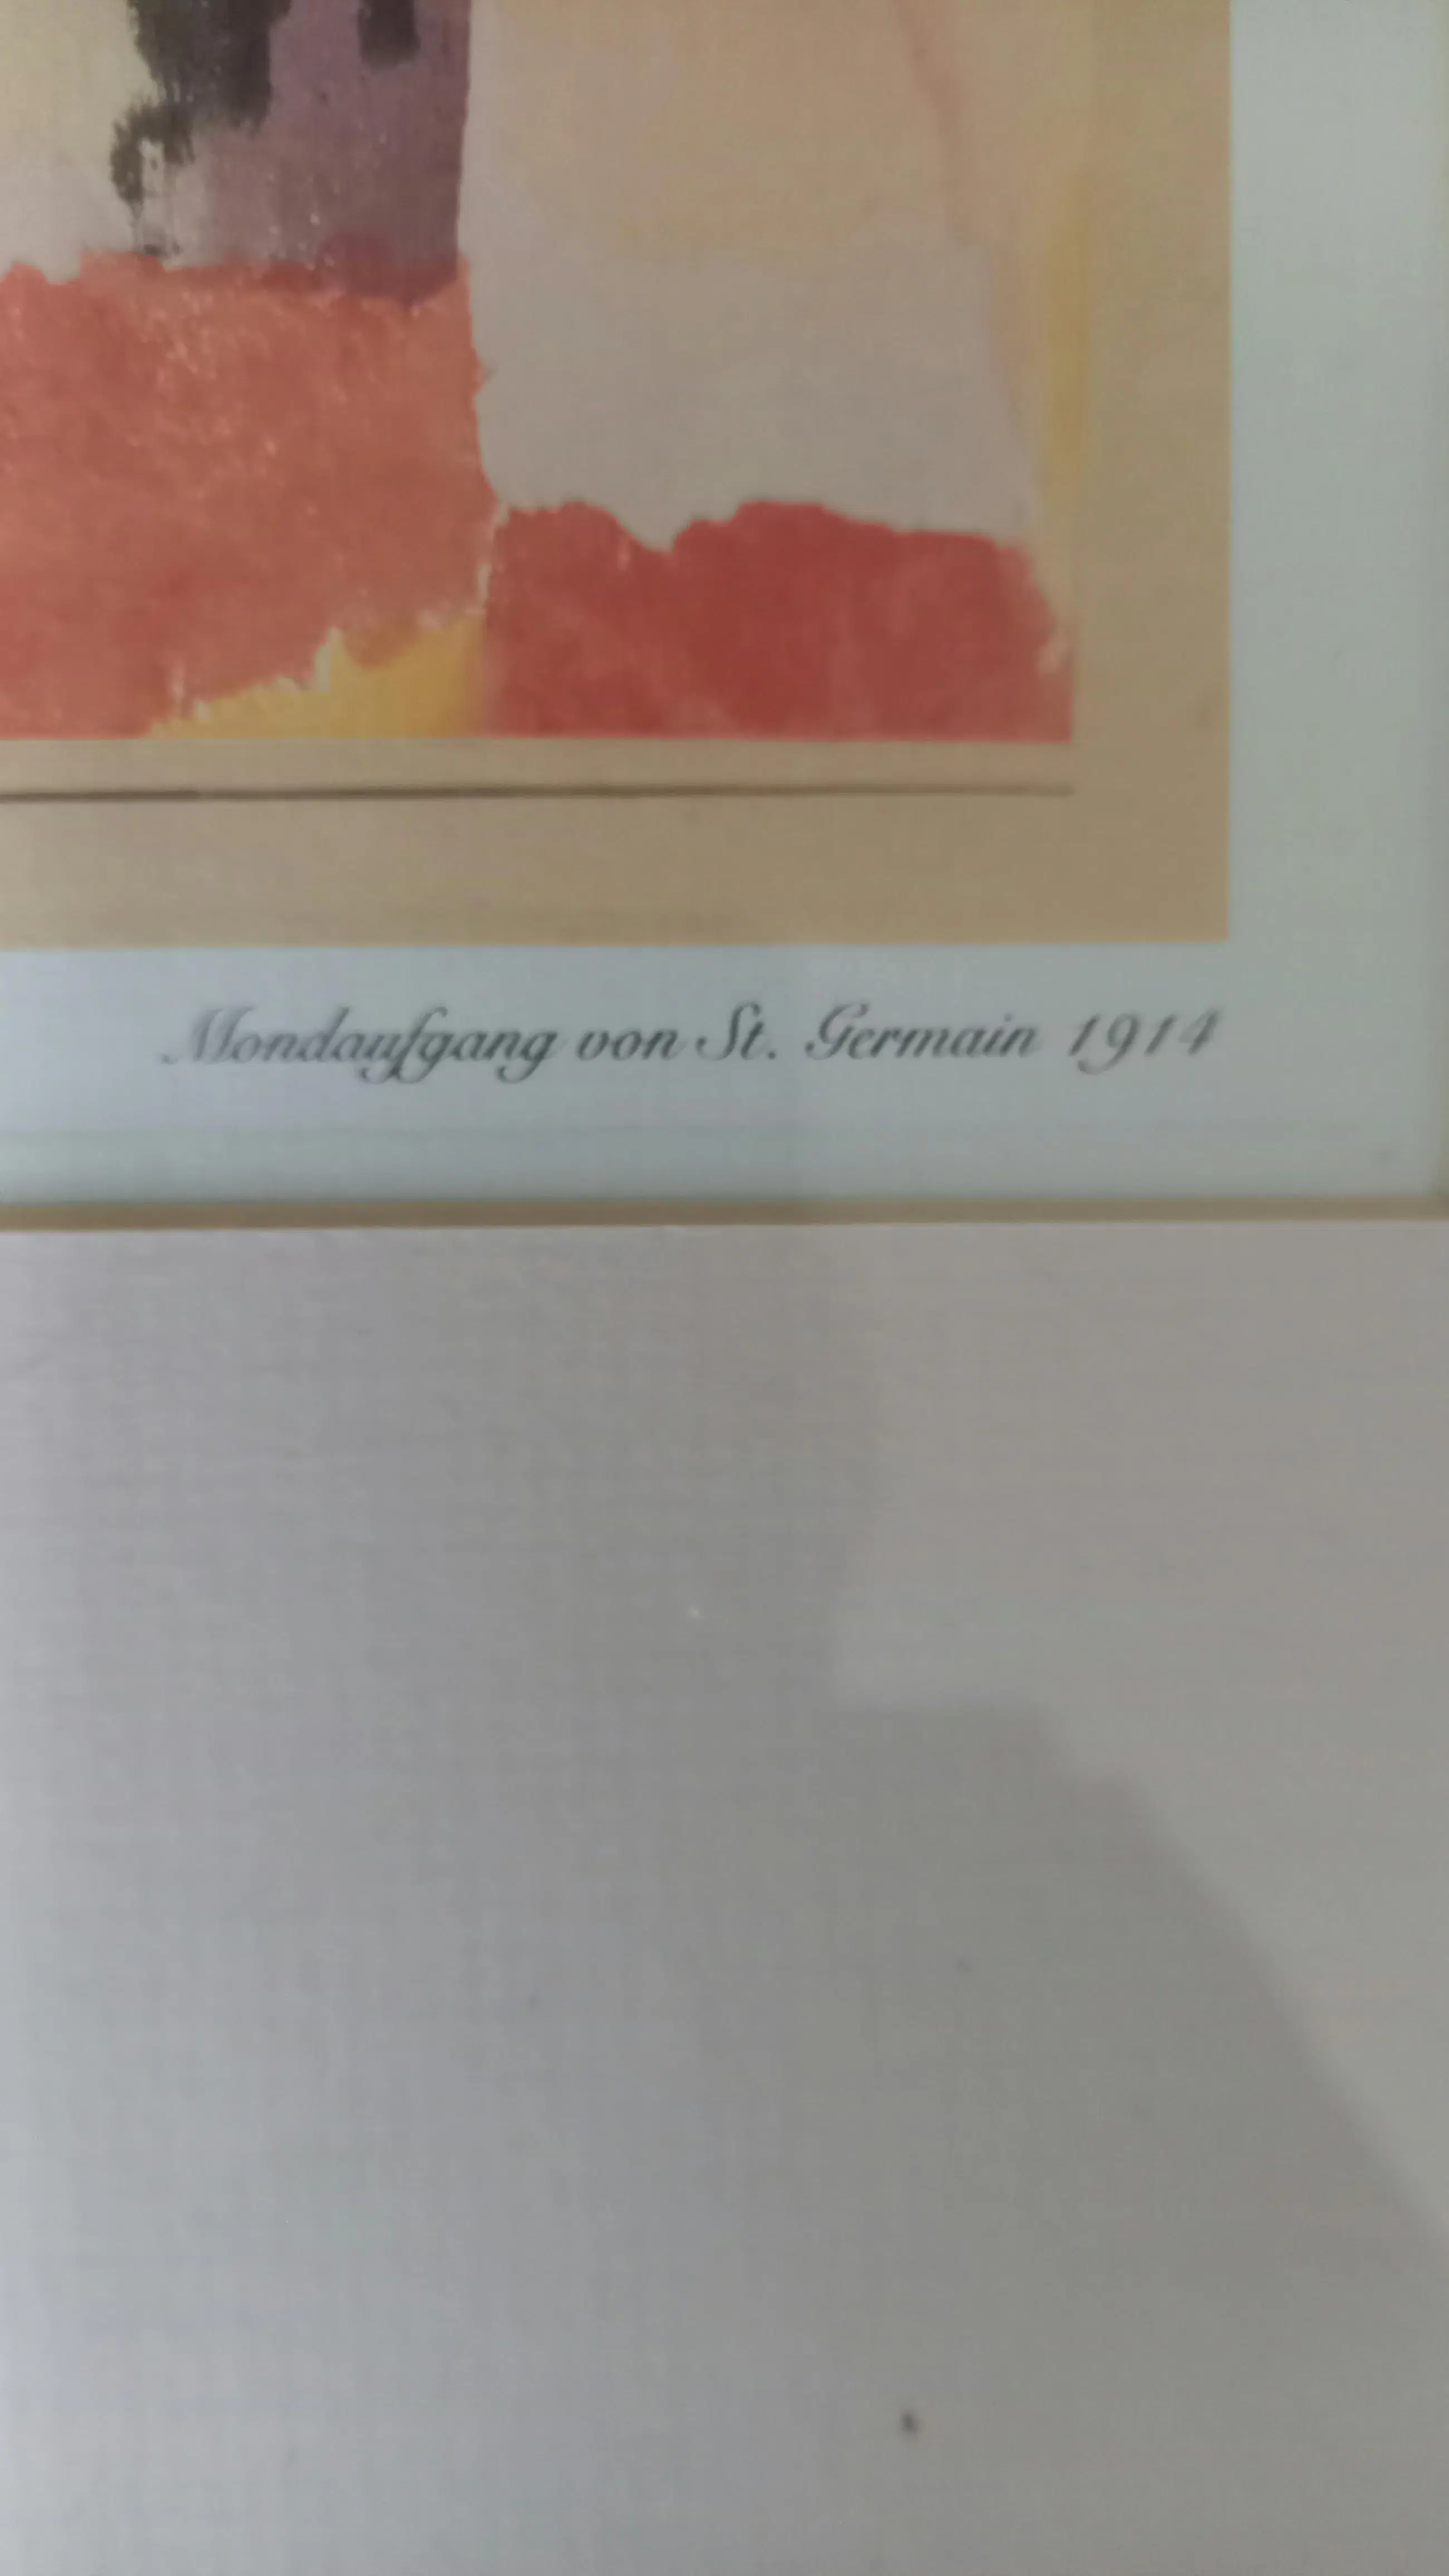 Mondaufgang von St. Germain 1914